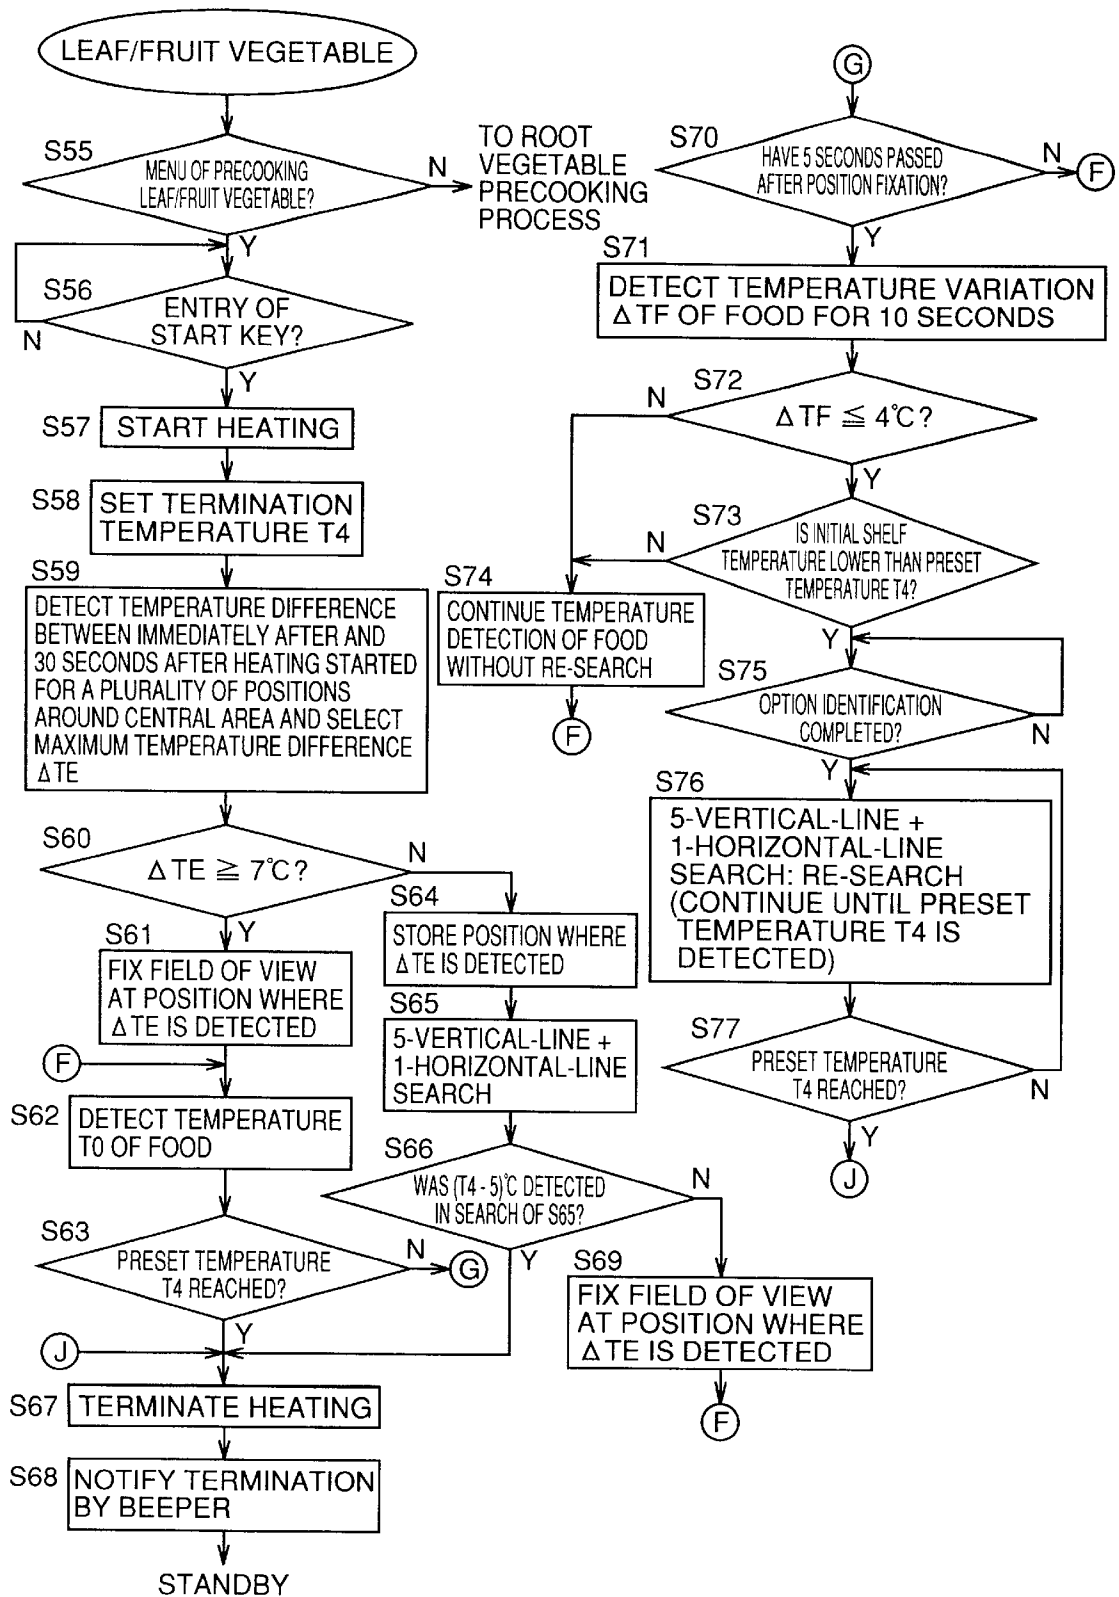 LEAF/FRUIT VEGETABLE
S55
MENU OF PRECOOKING
LEAF/FRUIT VEGETABLE?
N
TO ROOT
VEGETABLE
PRECOOKING
PROCESS
Y
S56
ENTRY OF
START KEY?
N
Y
S57
START HEATING
S58
SET TERMINATION
TEMPERATURE T4
S59
DETECT TEMPERATURE DIFFERENCE
BETWEEN IMMEDIATELY AFTER AND
30 SECONDS AFTER HEATING STARTED
FOR A PLURALITY OF POSITIONS
AROUND CENTRAL AREA AND SELECT
MAXIMUM TEMPERATURE DIFFERENCE
ΔTE
S60
ΔTE ≧ 7℃?
N
Y
S61
FIX FIELD OF VIEW
AT POSITION WHERE
ΔTE IS DETECTED
F
S62
DETECT TEMPERATURE
T0 OF FOOD
S63
PRESET TEMPERATURE
T4 REACHED?
N
G
Y
J
S64
STORE POSITION WHERE
ΔTE IS DETECTED
S65
5-VERTICAL-LINE +
1-HORIZONTAL-LINE
SEARCH
S66
WAS (T4 - 5)℃ DETECTED
IN SEARCH OF S65?
N
Y
S67
TERMINATE HEATING
S68
NOTIFY TERMINATION
BY BEEPER
STANDBY
S69
FIX FIELD OF VIEW
AT POSITION WHERE
ΔTE IS DETECTED
F
G
S70
HAVE 5 SECONDS PASSED
AFTER POSITION FIXATION?
N
F
Y
S71
DETECT TEMPERATURE VARIATION
ΔTF OF FOOD FOR 10 SECONDS
S72
ΔTF ≦ 4℃?
N
Y
S73
IS INITIAL SHELF
TEMPERATURE LOWER THAN PRESET
TEMPERATURE T4?
N
Y
S74
CONTINUE TEMPERATURE
DETECTION OF FOOD
WITHOUT RE-SEARCH
F
S75
OPTION IDENTIFICATION
COMPLETED?
N
Y
S76
5-VERTICAL-LINE +
1-HORIZONTAL-LINE
SEARCH: RE-SEARCH
(CONTINUE UNTIL PRESET
TEMPERATURE T4 IS
DETECTED)
S77
PRESET TEMPERATURE
T4 REACHED?
N
Y
J